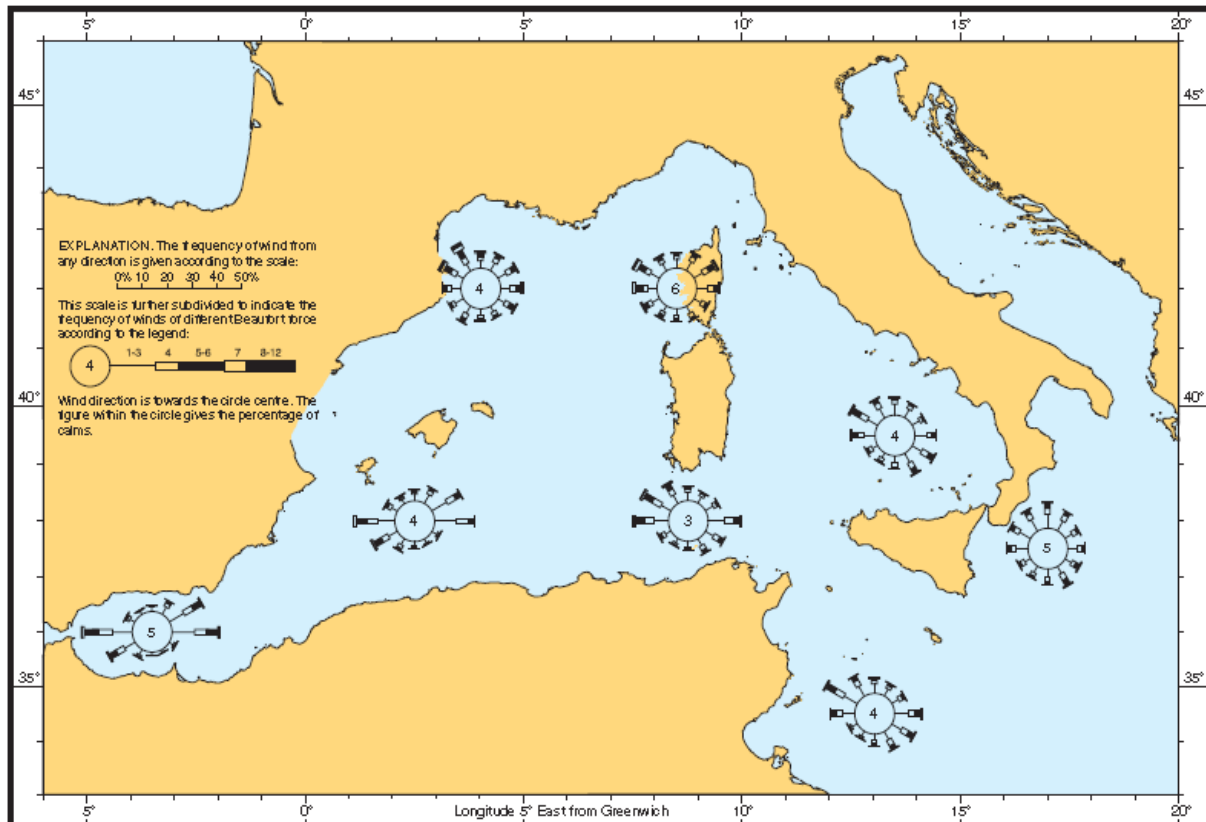 5° 0° 5° 10° 15° 20°
45° 45°
EXPLANATION. The frequency of wind from
any direction is given according to the scale:
0% 10 20 30 40 50%
This scale is further subdivided to indicate the
frequency of winds of different Beaufort force
according to the legend:
1-3 4 5-6 7 8-12
4
Wind direction is towards the circle centre. The
figure within the circle gives the percentage of
calms.
4 6
40° 40°
4
4 3
5
5
35° 35°
4
5° 0° Longitude 5° East from Greenwich 10° 15° 20°